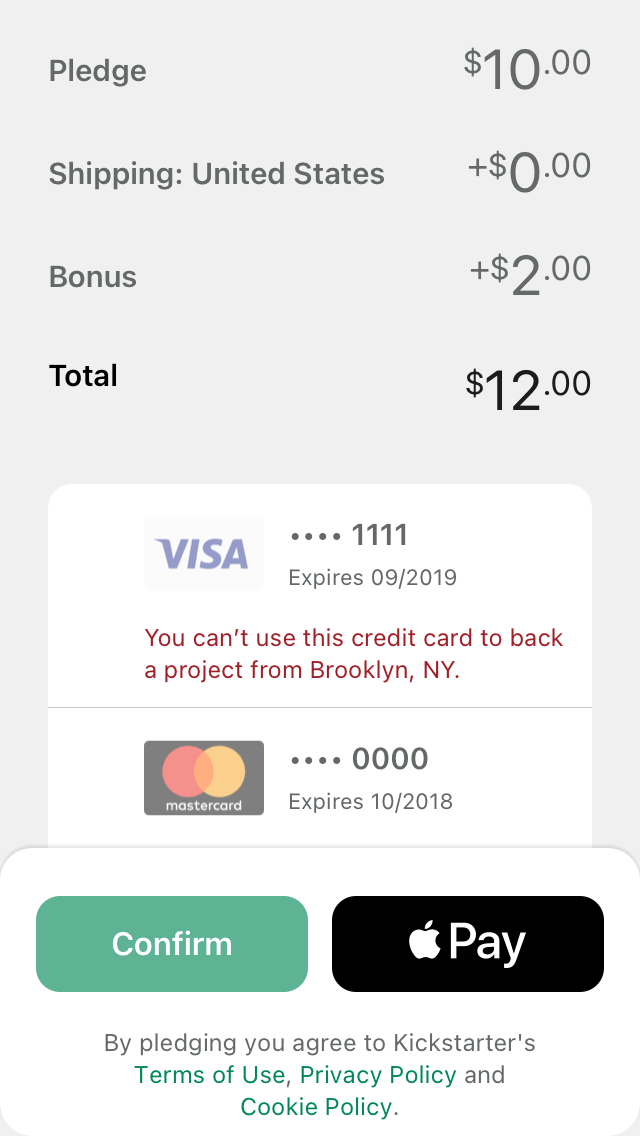 Pledge $10.00
Shipping: United States +$0.00
Bonus +$2.00
Total $12.00
VISA •••• 1111
Expires 09/2019
You can’t use this credit card to back
a project from Brooklyn, NY.
mastercard •••• 0000
Expires 10/2018
Confirm Pay
By pledging you agree to Kickstarter's
Terms of Use, Privacy Policy and
Cookie Policy.